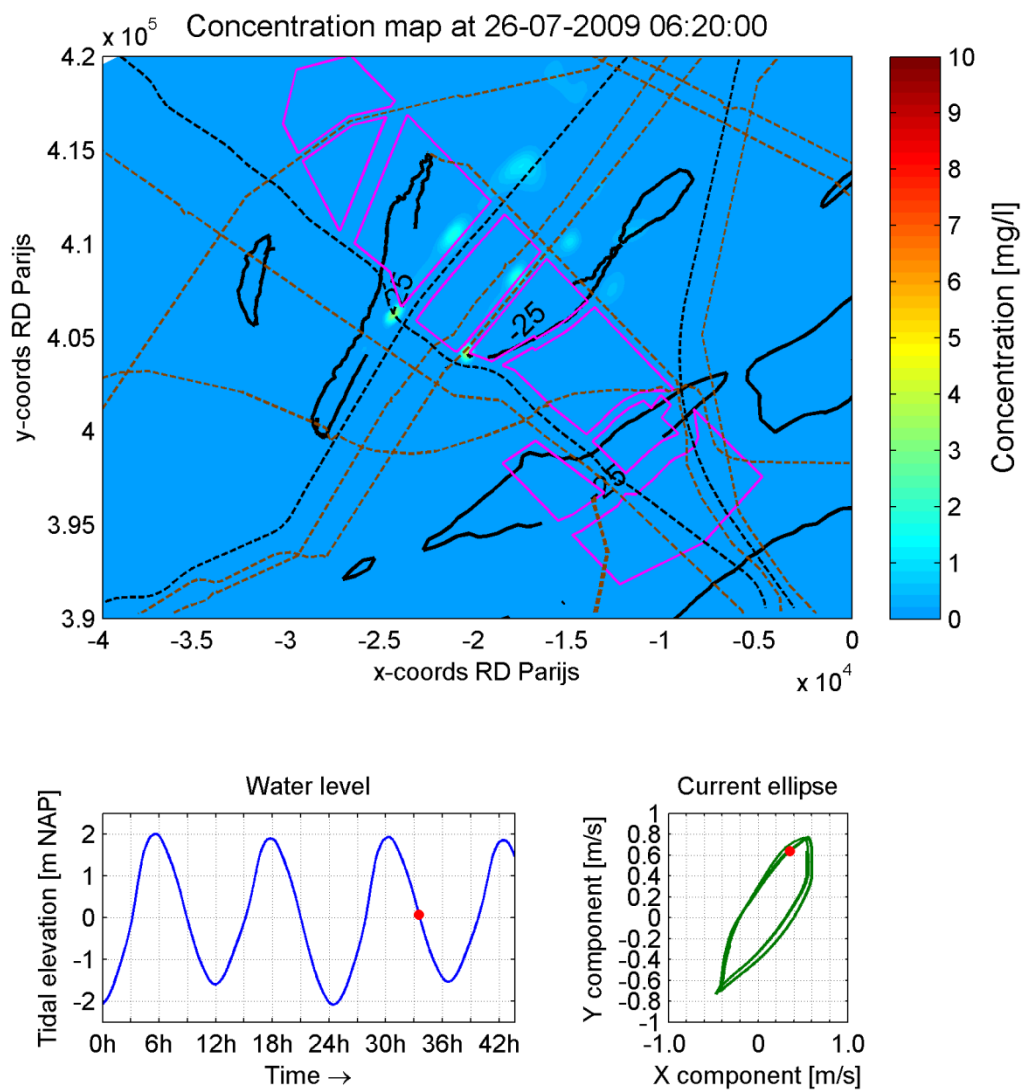 x 10⁵
Concentration map at 26-07-2009 06:20:00
4.2
4.15
4.1
4.05
4
3.95
3.9
y-coords RD Parijs
-25
-25
-25
-4
-3.5
-3
-2.5
-2
-1.5
-1
-0.5
0
x-coords RD Parijs
x 10⁴
10
9
8
7
6
5
4
3
2
1
0
Concentration [mg/l]
Water level
Tidal elevation [m NAP]
2
1
0
-1
-2
0h
6h
12h
18h
24h
30h
36h
42h
Time →
Current ellipse
Y component [m/s]
1
0.8
0.6
0.4
0.2
0
-0.2
-0.4
-0.6
-0.8
-1
-1.0
0
1.0
X component [m/s]